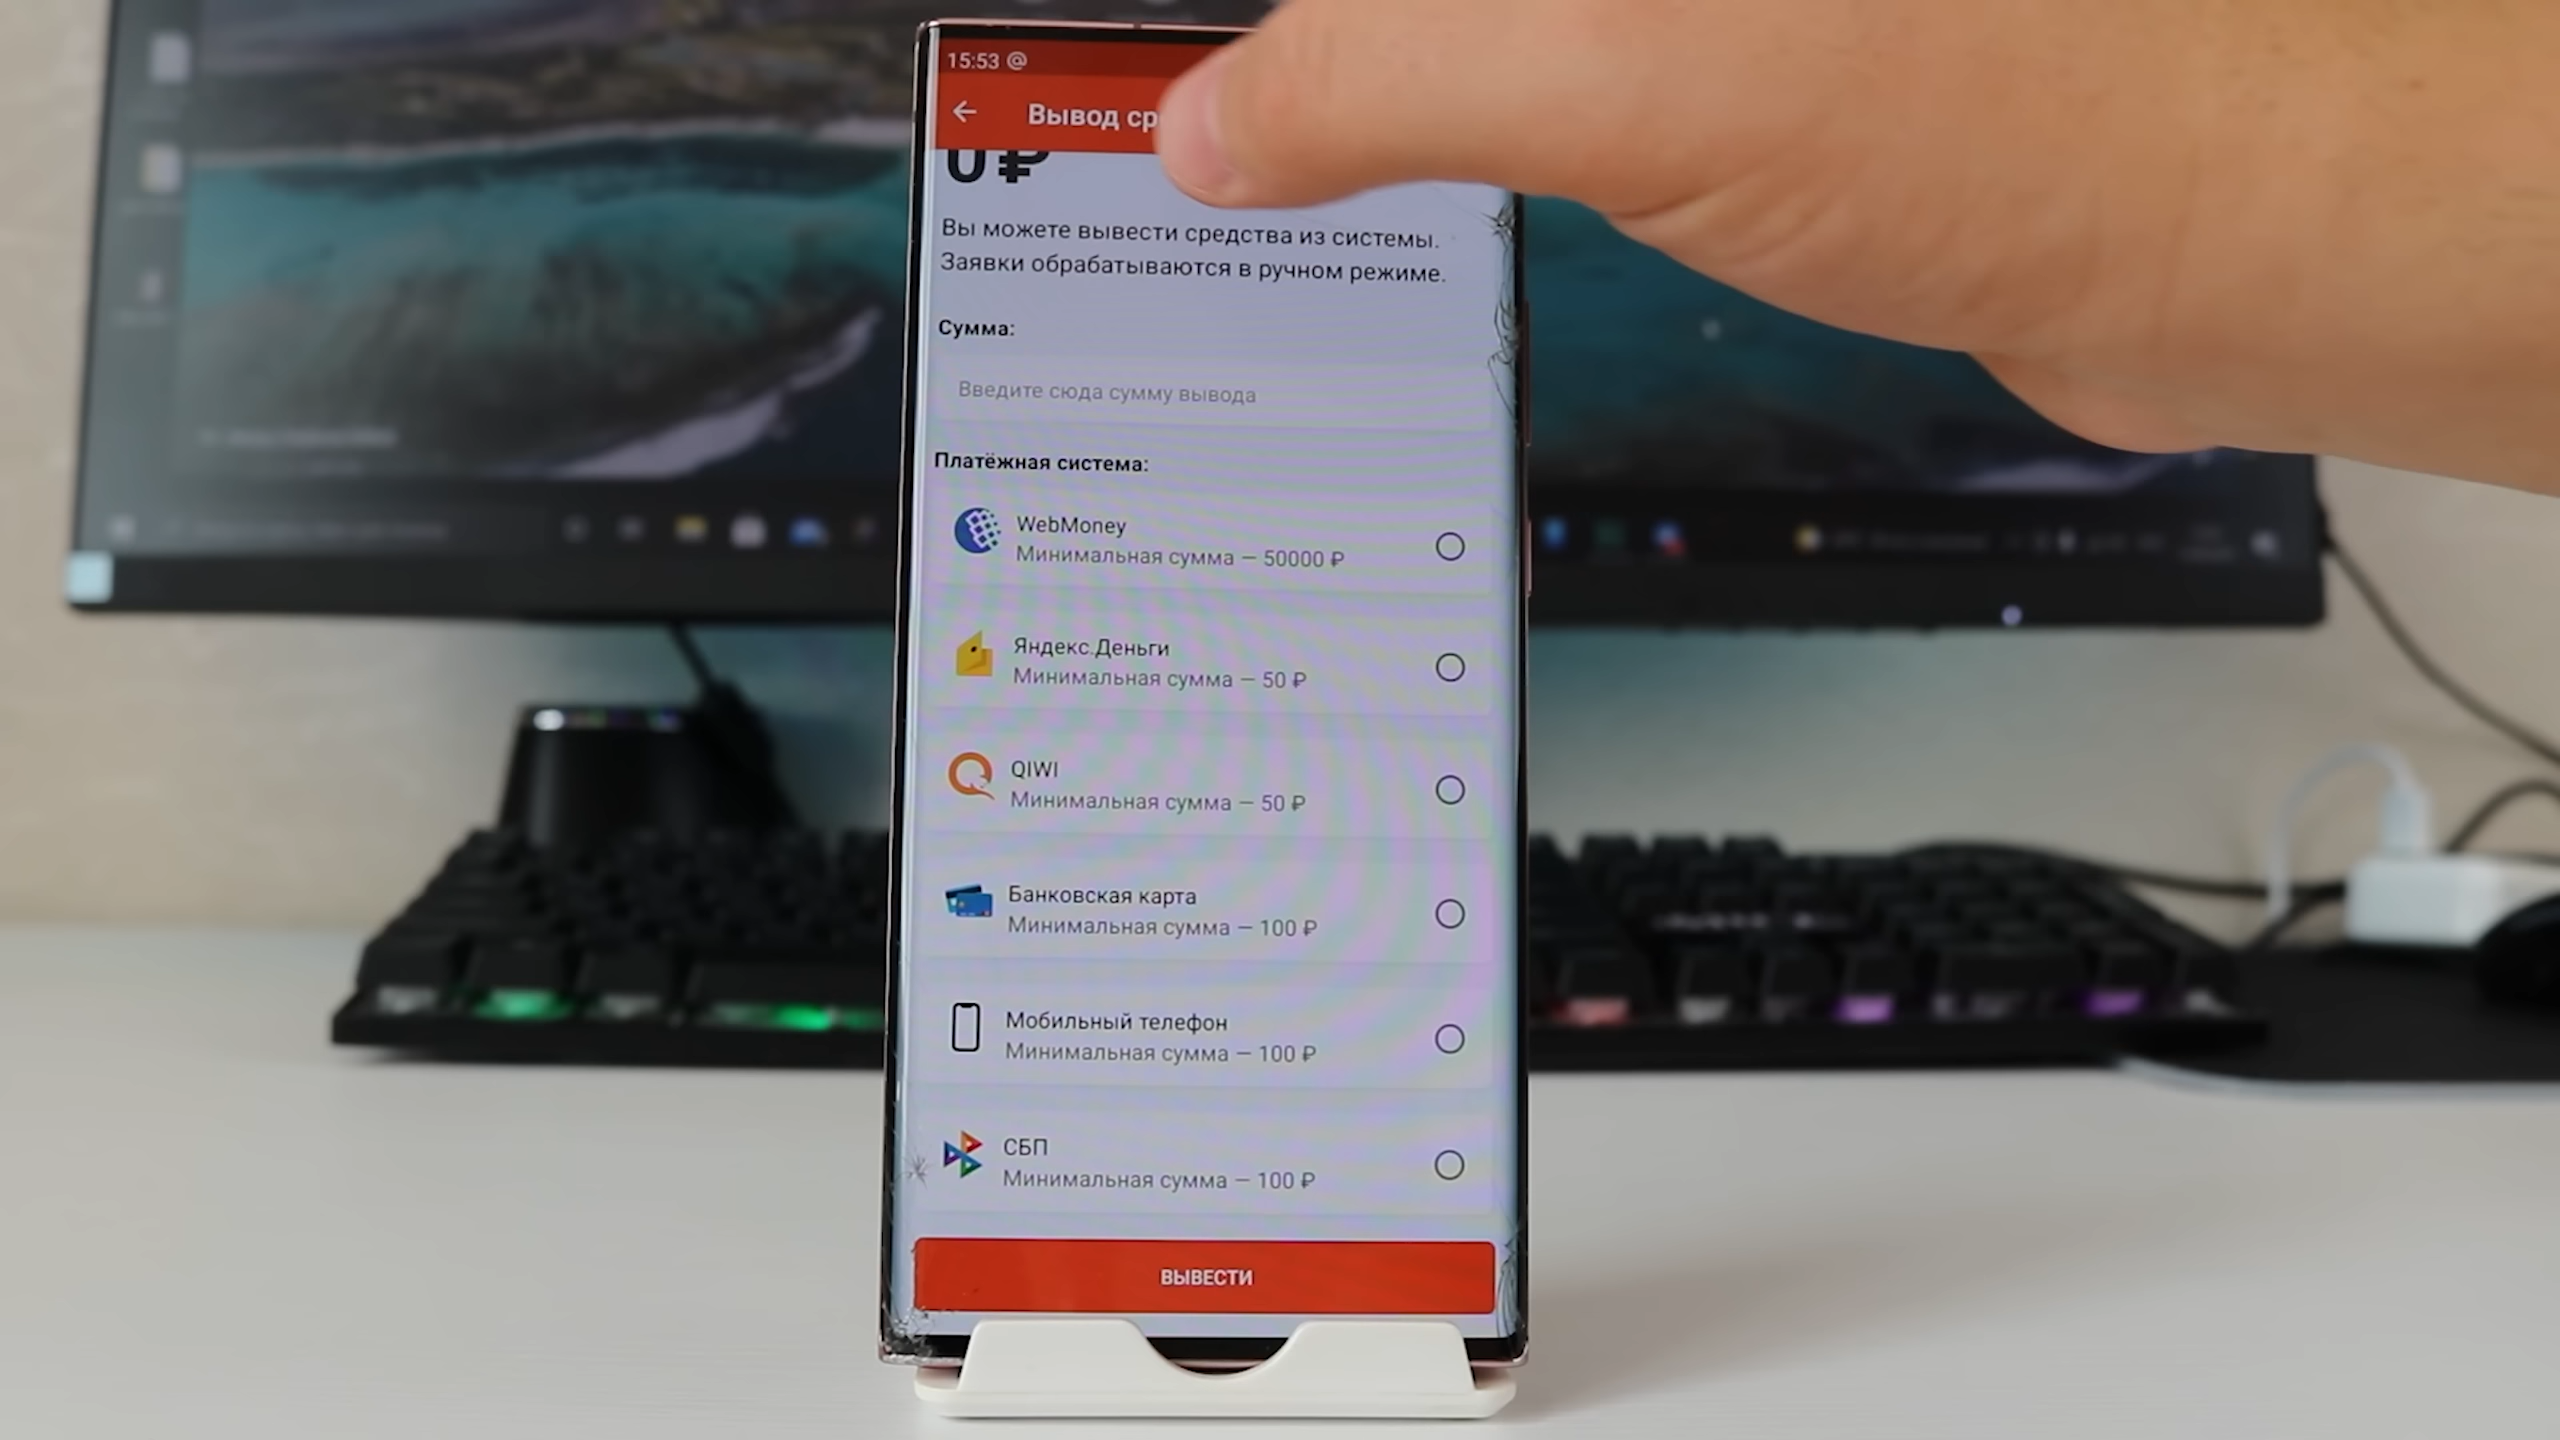 15:53 @
Вывод ср
0 ₽
Вы можете вывести средства из системы.
Заявки обрабатываются в ручном режиме.
Сумма:
Введите сюда сумму вывода
Платёжная система:
WebMoney
Минимальная сумма — 50000 ₽
Яндекс.Деньги
Минимальная сумма — 50 ₽
QIWI
Минимальная сумма — 50 ₽
Банковская карта
Минимальная сумма — 100 ₽
Мобильный телефон
Минимальная сумма — 100 ₽
СБП
Минимальная сумма — 100 ₽
ВЫВЕСТИ